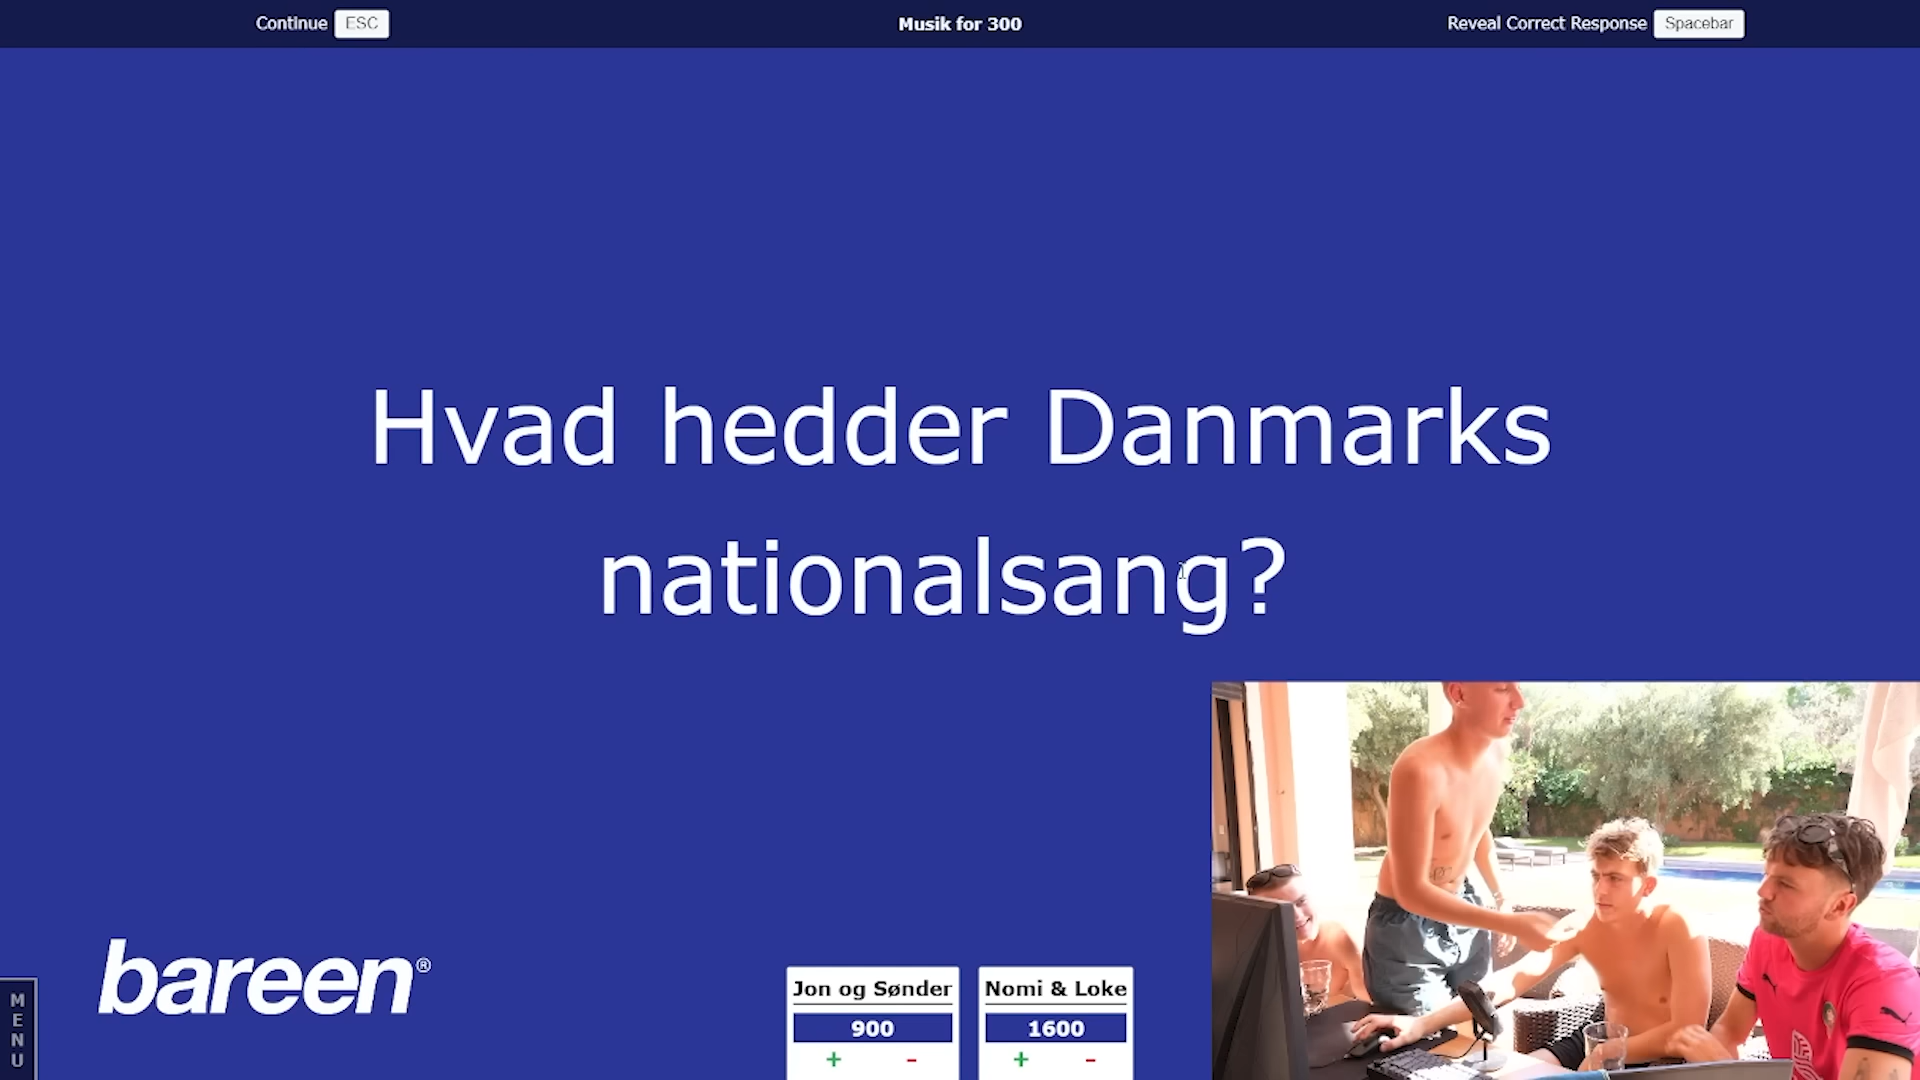 Continue ESC
Musik for 300
Reveal Correct Response Spacebar
Hvad hedder Danmarks
nationalsang?
bareen®
MENU
Jon og Sønder
900
+ -
Nomi & Loke
1600
+ -